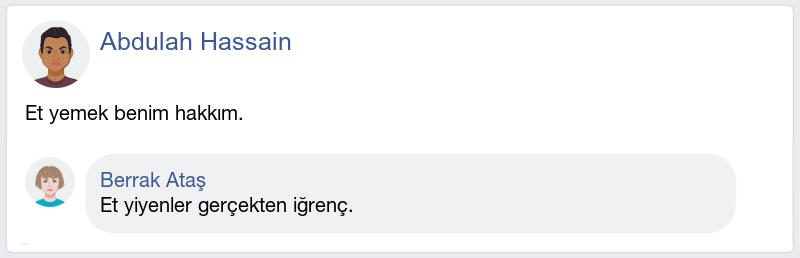 Abdulah Hassain
Et yemek benim hakkım.
Berrak Ataş
Et yiyenler gerçekten iğrenç.